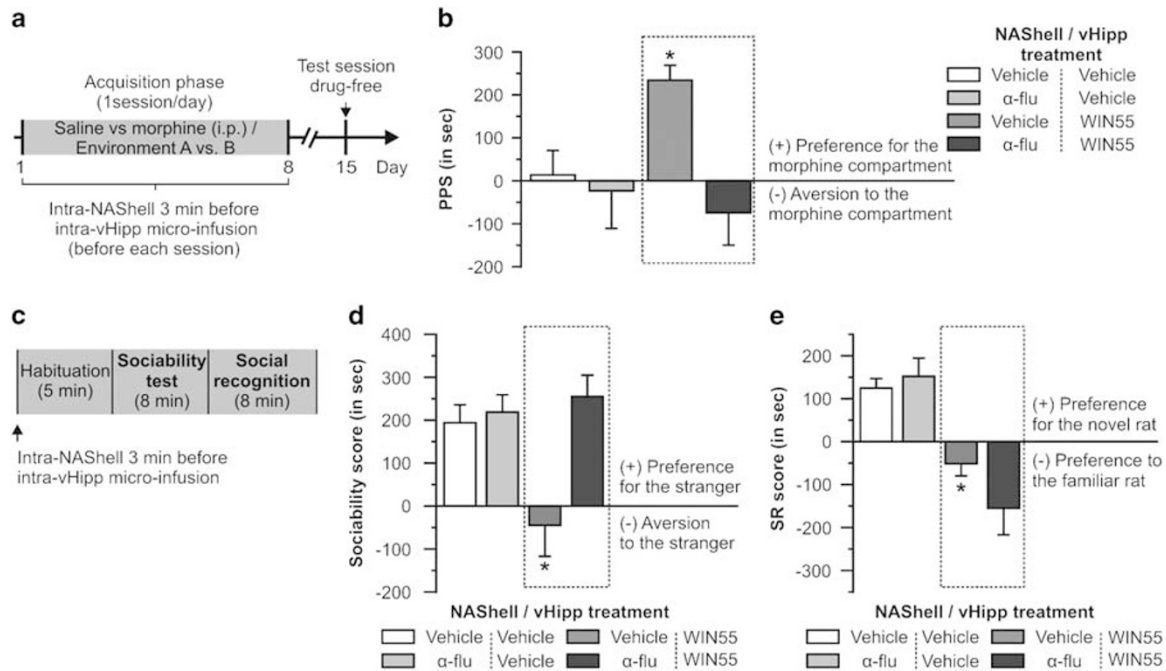 a
Acquisition phase
(1session/day)
Test session
drug-free
Saline vs morphine (i.p.) /
Environment A vs. B
1
8
15
Day
Intra-NAShell 3 min before
intra-vHipp micro-infusion
(before each session)
b
PPS (in sec)
300
200
100
0
-100
-200
*
(+) Preference for the
morphine compartment
(-) Aversion to the
morphine compartment
NAShell / vHipp
treatment
Vehicle Vehicle
α-flu Vehicle
Vehicle WIN55
α-flu WIN55
c
Habituation
(5 min)
Sociability
test
(8 min)
Social
recognition
(8 min)
Intra-NAShell 3 min before
intra-vHipp micro-infusion
d
Sociability score (in sec)
400
300
200
100
0
-100
-200
*
(+) Preference
for the stranger
(-) Aversion
to the stranger
NAShell / vHipp treatment
Vehicle Vehicle Vehicle WIN55
α-flu Vehicle α-flu WIN55
e
SR score (in sec)
200
100
0
-100
-200
-300
*
(+) Preference
for the novel rat
(-) Preference to
the familiar rat
NAShell / vHipp treatment
Vehicle Vehicle Vehicle WIN55
α-flu Vehicle α-flu WIN55